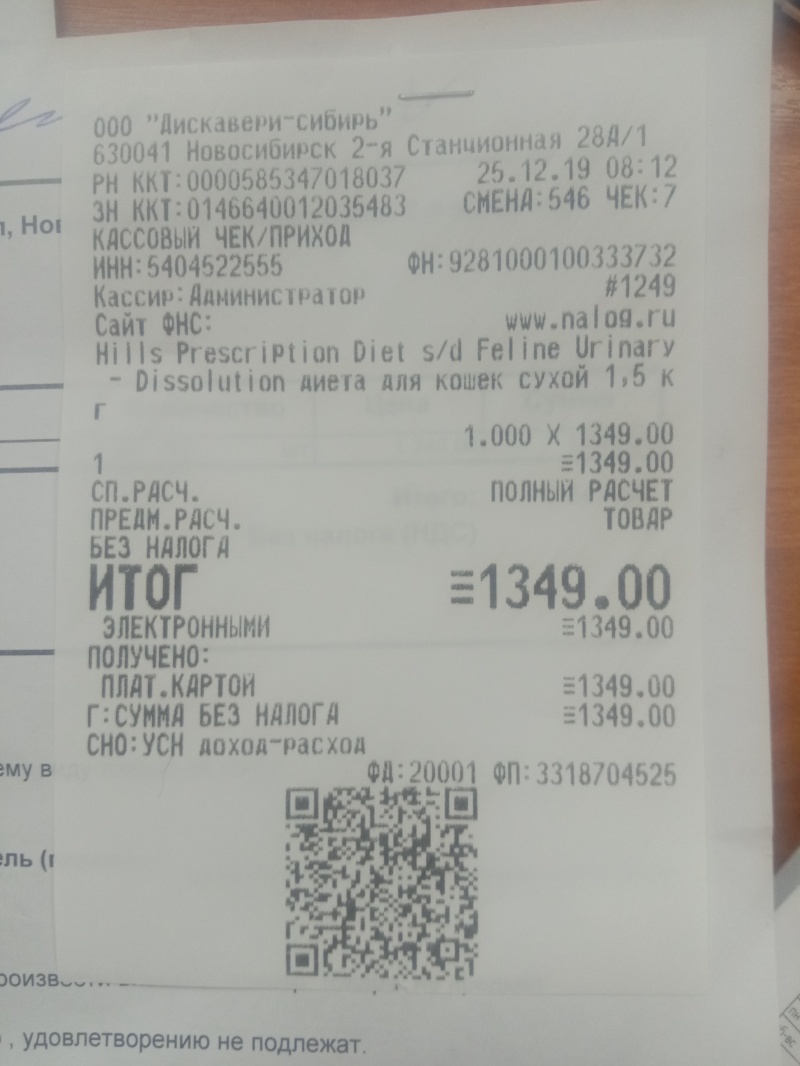 ООО "Дискавери-сибирь"
630041 Новосибирск 2-я Станционная 28А/1
РН ККТ:0000585347018037 25.12.19 08:12
ЗН ККТ:0146640012035483 СМЕНА:546 ЧЕК:7
КАССОВЫЙ ЧЕК/ПРИХОД
ИНН:5404522555 ФН:9281000100333732
Кассир:Администратор #1249
Сайт ФНС: www.nalog.ru
Hills Prescription Diet s/d Feline Urinary
- Dissolution диета для кошек сухой 1,5 к
г
1.000 X 1349.00
1 ≡1349.00
СП.РАСЧ. ПОЛНЫЙ РАСЧЕТ
ПРЕДМ.РАСЧ. ТОВАР
БЕЗ НАЛОГА
ИТОГ ≡1349.00
ЭЛЕКТРОННЫМИ ≡1349.00
ПОЛУЧЕНО:
ПЛАТ.КАРТОЙ ≡1349.00
Г:СУММА БЕЗ НАЛОГА ≡1349.00
СНО:УСН доход-расход
ФД:20001 ФП:3318704525
, удовлетворению не подлежат.